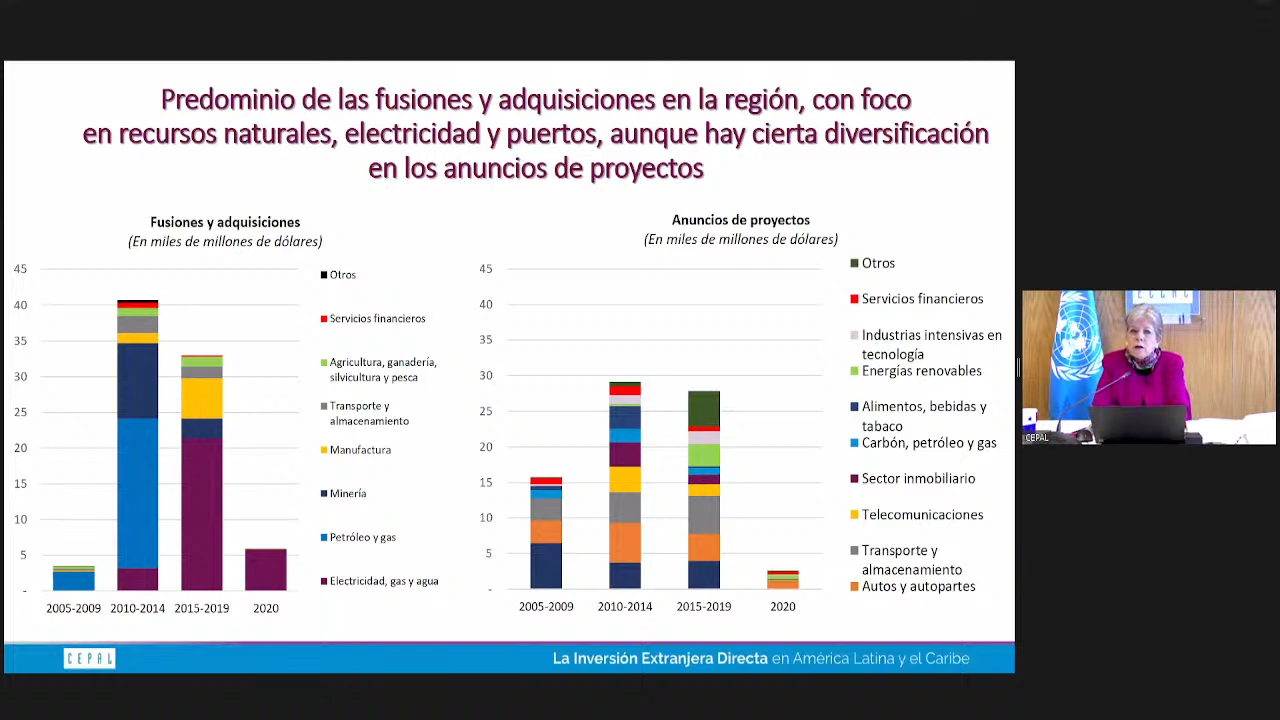 Predominio de las fusiones y adquisiciones en la región, con foco
en recursos naturales, electricidad y puertos, aunque hay cierta diversificación
en los anuncios de proyectos
Fusiones y adquisiciones
(En miles de millones de dólares)
45
40
35
30
25
20
15
10
5
-
2005-2009
2010-2014
2015-2019
2020
Otros
Servicios financieros
Agricultura, ganadería,
silvicultura y pesca
Transporte y
almacenamiento
Manufactura
Minería
Petróleo y gas
Electricidad, gas y agua
Anuncios de proyectos
(En miles de millones de dólares)
45
40
35
30
25
20
15
10
5
-
2005-2009
2010-2014
2015-2019
2020
Otros
Servicios financieros
Industrias intensivas en
tecnología
Energías renovables
Alimentos, bebidas y
tabaco
Carbón, petróleo y gas
Sector inmobiliario
Telecomunicaciones
Transporte y
almacenamiento
Autos y autopartes
CEPAL
La Inversión Extranjera Directa en América Latina y el Caribe
CEPAL